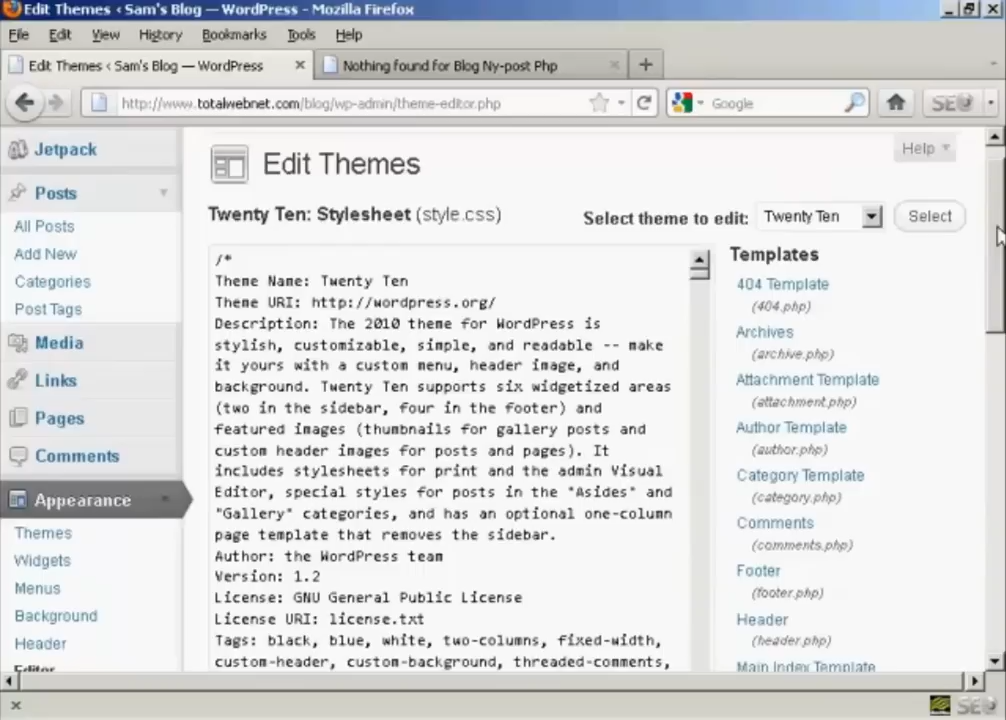 Edit Themes ‹ Sam's Blog — WordPress - Mozilla Firefox
File Edit View History Bookmarks Tools Help
Edit Themes ‹ Sam's Blog — WordPress × Nothing found for Blog Ny-post Php × +
http://www.totalwebnet.com/blog/wp-admin/theme-editor.php Google SEO
Jetpack
Posts
All Posts
Add New
Categories
Post Tags
Media
Links
Pages
Comments
Appearance
Themes
Widgets
Menus
Background
Header
Editor
Help
Edit Themes
Twenty Ten: Stylesheet (style.css)
Select theme to edit: Twenty Ten Select
/*
Theme Name: Twenty Ten
Theme URI: http://wordpress.org/
Description: The 2010 theme for WordPress is
stylish, customizable, simple, and readable -- make
it yours with a custom menu, header image, and
background. Twenty Ten supports six widgetized areas
(two in the sidebar, four in the footer) and
featured images (thumbnails for gallery posts and
custom header images for posts and pages). It
includes stylesheets for print and the admin Visual
Editor, special styles for posts in the "Asides" and
"Gallery" categories, and has an optional one-column
page template that removes the sidebar.
Author: the WordPress team
Version: 1.2
License: GNU General Public License
License URI: license.txt
Tags: black, blue, white, two-columns, fixed-width,
custom-header, custom-background, threaded-comments,
Templates
404 Template
(404.php)
Archives
(archive.php)
Attachment Template
(attachment.php)
Author Template
(author.php)
Category Template
(category.php)
Comments
(comments.php)
Footer
(footer.php)
Header
(header.php)
Main Index Template
× SEO